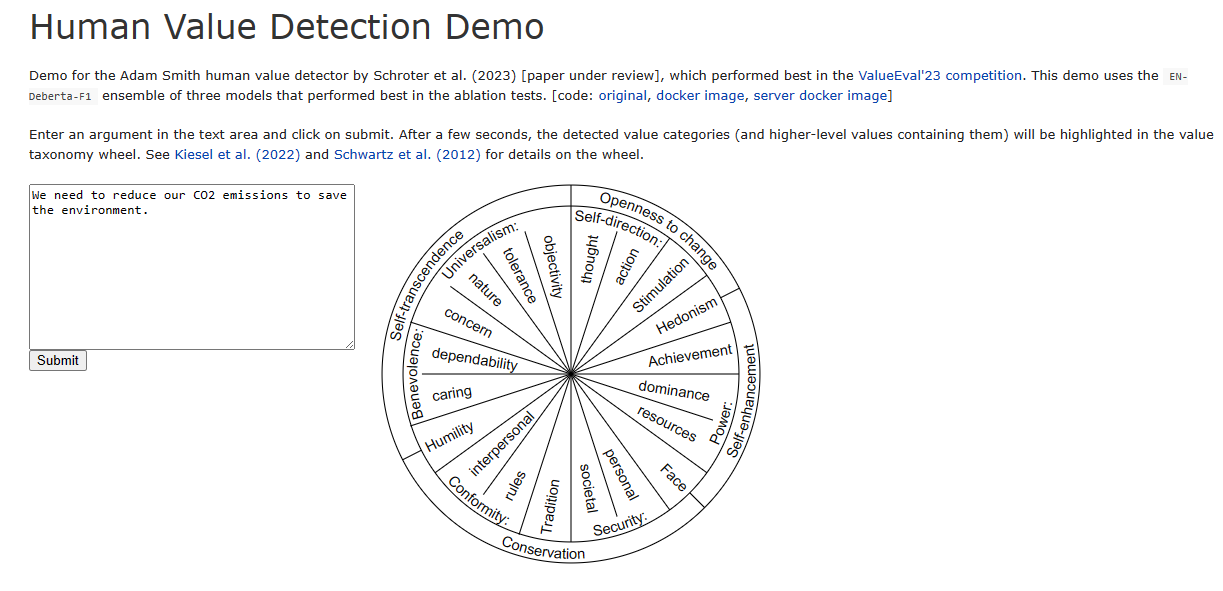 Human Value Detection Demo
Demo for the Adam Smith human value detector by Schroter et al. (2023) [paper under review], which performed best in the ValueEval'23 competition. This demo uses the EN-
Deberta-F1 ensemble of three models that performed best in the ablation tests. [code: original, docker image, server docker image]
Enter an argument in the text area and click on submit. After a few seconds, the detected value categories (and higher-level values containing them) will be highlighted in the value
taxonomy wheel. See Kiesel et al. (2022) and Schwartz et al. (2012) for details on the wheel.
We need to reduce our CO2 emissions to save
the environment.
Submit
Openness to change
Self-direction:
thought
action
Stimulation
Hedonism
Self-enhancement
Achievement
Power:
dominance
resources
Face
Conservation
Security:
personal
societal
Tradition
Conformity:
rules
interpersonal
Humility
Self-transcendence
Benevolence:
caring
dependability
Universalism:
concern
nature
tolerance
objectivity